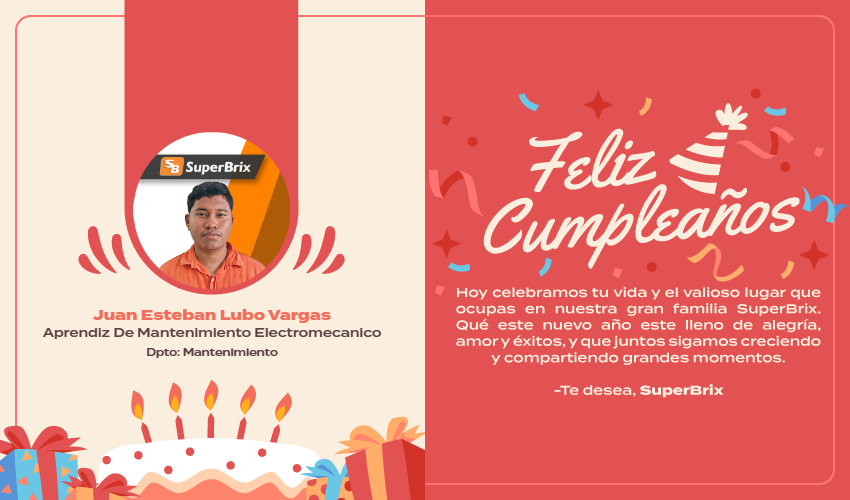 SB SuperBrix
Juan Esteban Lubo Vargas
Aprendiz De Mantenimiento Electromecanico
Dpto: Mantenimiento
Feliz
Cumpleaños
Hoy celebramos tu vida y el valioso lugar que
ocupas en nuestra gran familia SuperBrix.
Qué este nuevo año este lleno de alegría,
amor y éxitos, y que juntos sigamos creciendo
y compartiendo grandes momentos.
-Te desea, SuperBrix